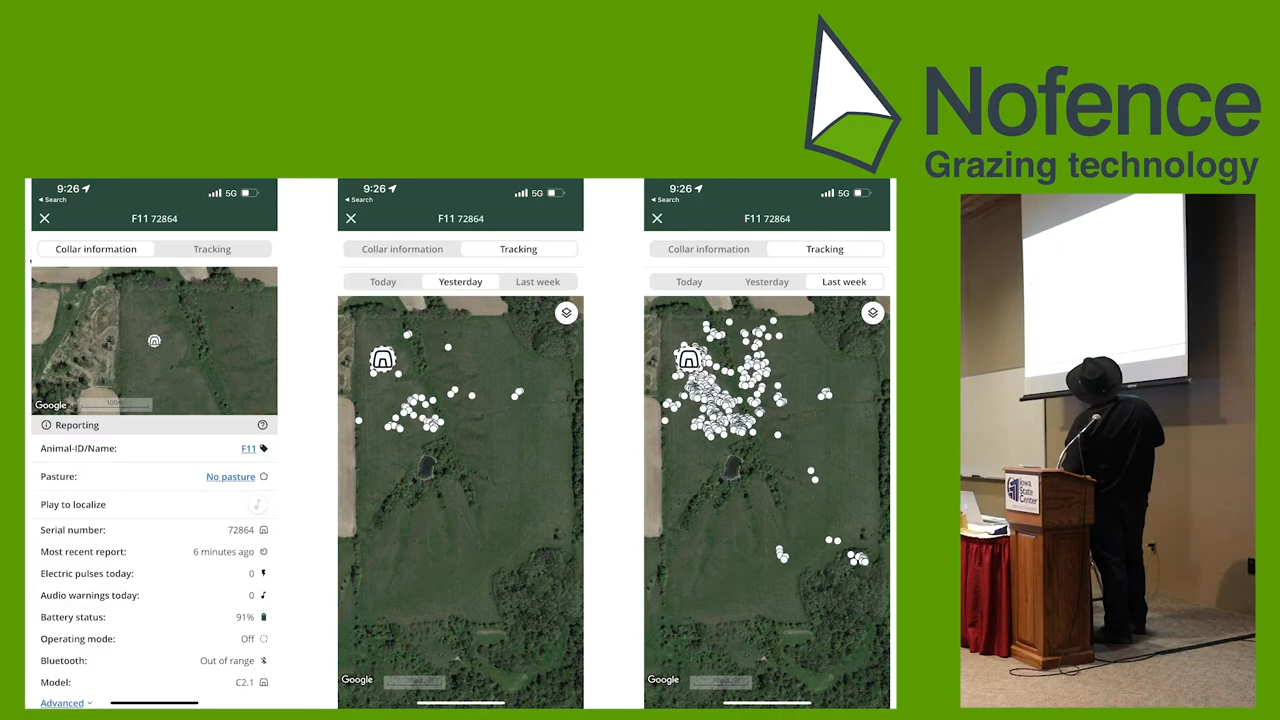 Nofence
Grazing technology
9:26
5G
Search
F11 72864
Collar information
Tracking
Google
100m
Reporting
Animal-ID/Name:
F11
Pasture:
No pasture
Play to localize
Serial number:
72864
Most recent report:
6 minutes ago
Electric pulses today:
0
Audio warnings today:
0
Battery status:
91%
Operating mode:
Off
Bluetooth:
Out of range
Model:
C2.1
Advanced
9:26
5G
Search
F11 72864
Collar information
Tracking
Today
Yesterday
Last week
Google
9:26
5G
Search
F11 72864
Collar information
Tracking
Today
Yesterday
Last week
Google
Iowa
State
Center